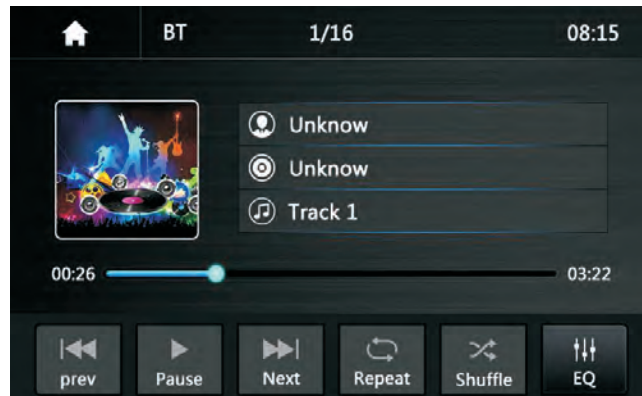 BT 1/16 08:15
Unknow
Unknow
Track 1
00:26 03:22
prev Pause Next Repeat Shuffle EQ